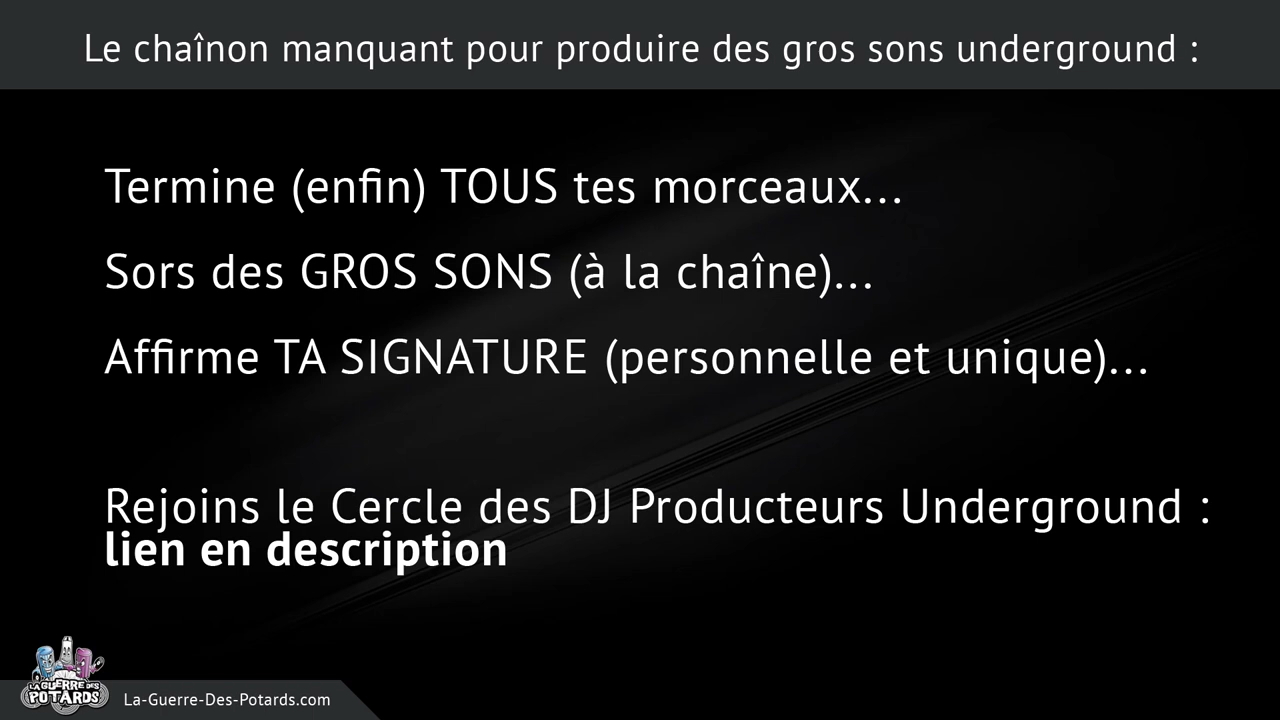 Le chaînon manquant pour produire des gros sons underground :
Termine (enfin) TOUS tes morceaux...
Sors des GROS SONS (à la chaîne)...
Affirme TA SIGNATURE (personnelle et unique)...
Rejoins le Cercle des DJ Producteurs Underground :
lien en description
LA GUERRE DES
POTARDS
La-Guerre-Des-Potards.com